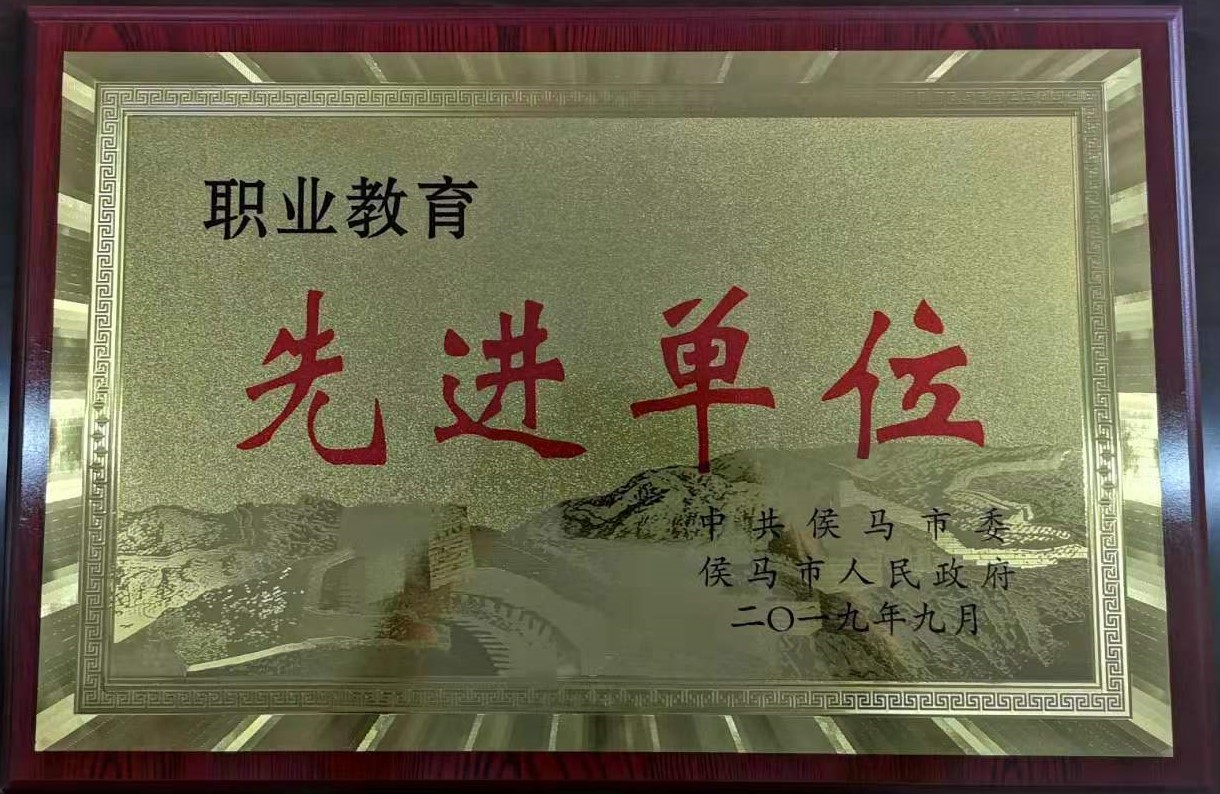 职业教育
先进单位
中共侯马市委
侯马市人民政府
二〇一九年九月